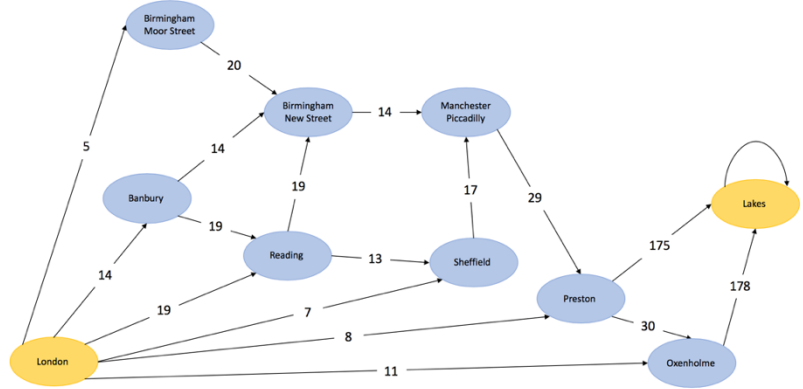 Birmingham
Moor Street
20
Birmingham
New Street
14
Manchester
Piccadilly
5
14
19
17
29
Banbury
Lakes
19
Reading
13
Sheffield
175
14
19
7
Preston
178
8
30
London
11
Oxenholme